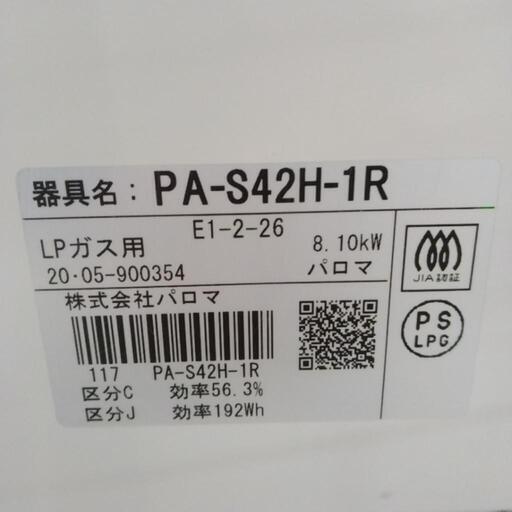 器具名：PA-S42H-1R
E1-2-26
LPガス用 8.10kW
20・05-900354 パロマ
株式会社パロマ
117 PA-S42H-1R
区分C 効率56.3%
区分J 効率192Wh
JIA認証
PS
LPG